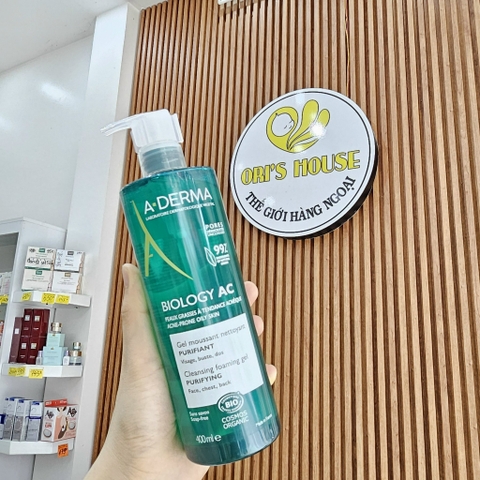 A-DERMA
PORES
99%
BIOLOGY AC
PEAUX GRASSES À TENDANCE ACNÉIQUE
ACNE-PRONE OILY SKIN
Gel moussant nettoyant
PURIFIANT
Visage, buste, dos
Cleansing foaming gel
PURIFYING
Face, chest, back
Sans savon
Soap-free
BIO
COSMOS
ORGANIC
400ml e
ORI'S HOUSE
THẾ GIỚI HÀNG NGOẠI